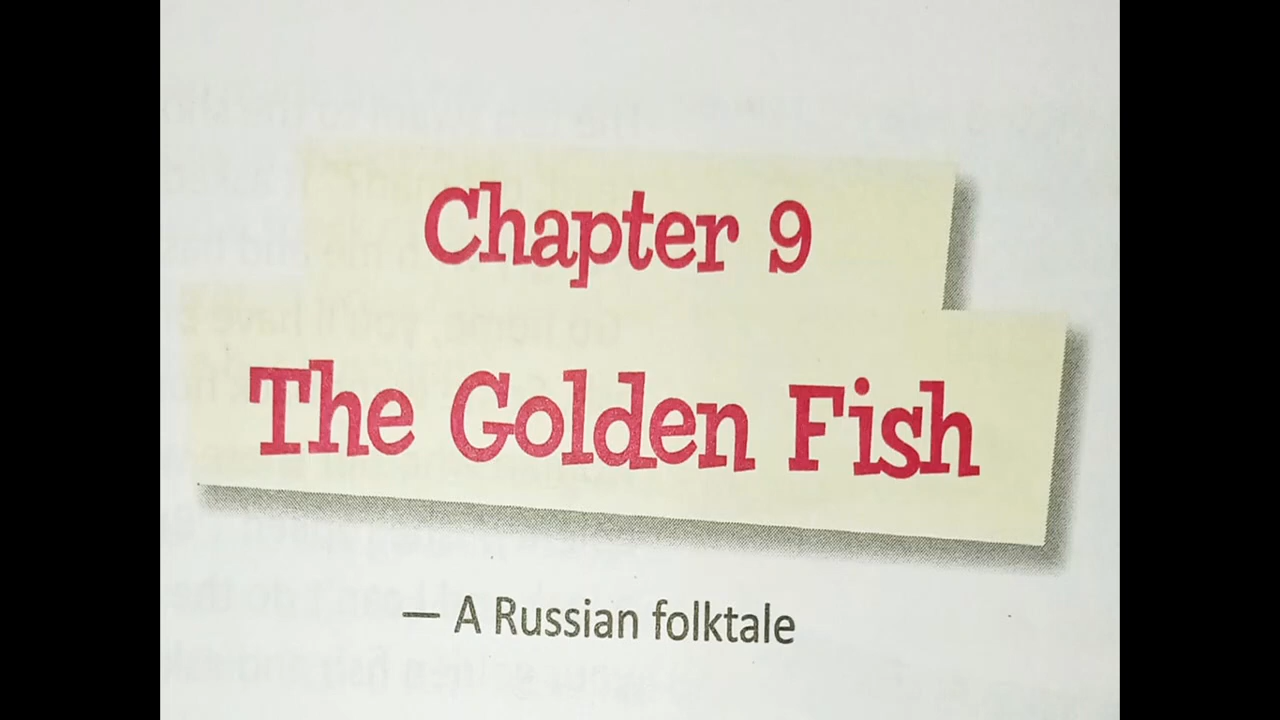 Chapter 9
The Golden Fish
— A Russian folktale